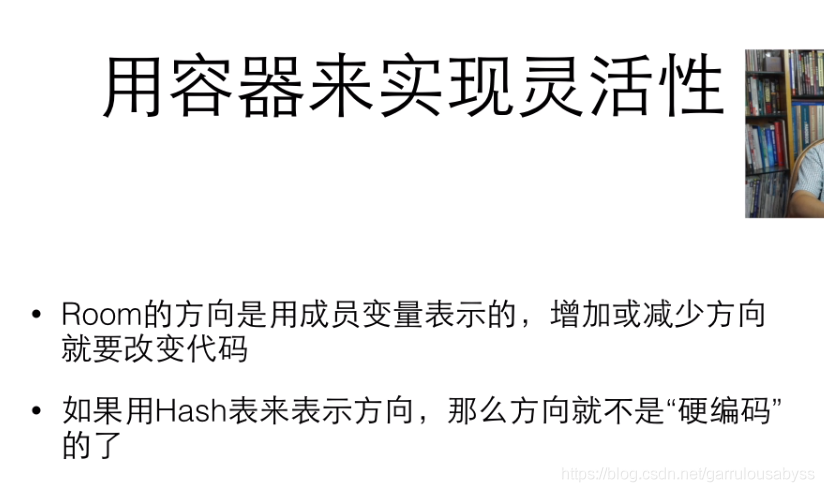 用容器来实现灵活性
• Room的方向是用成员变量表示的，增加或减少方向
就要改变代码
• 如果用Hash表来表示方向，那么方向就不是“硬编码”
的了
https://blog.csdn.net/garrulousabyss